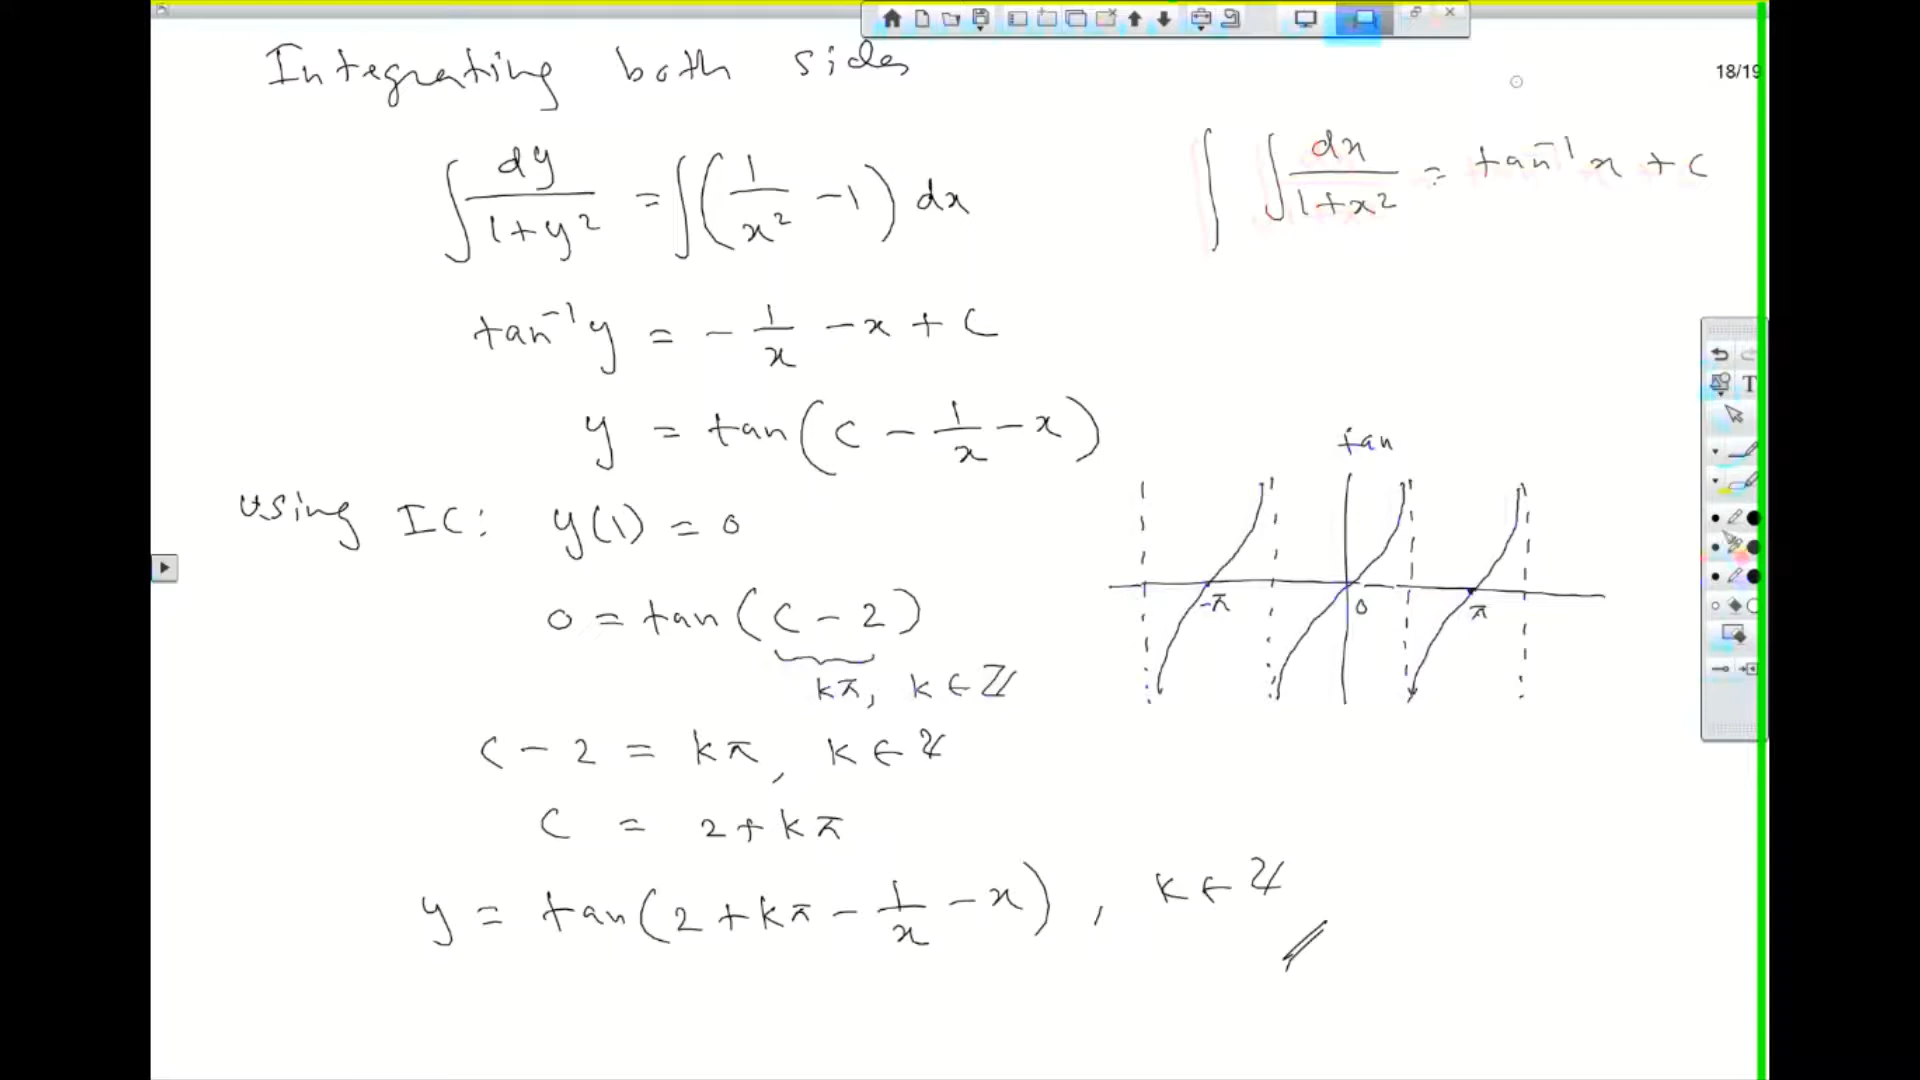 18/19
Integrating both sides
∫ dy/(1+y²) = ∫ (1/x² − 1) dx
∫ ∫ dx/(1+x²) = tan⁻¹ x + C
tan⁻¹ y = − 1/x − x + C
y = tan(C − 1/x − x)
tan
-π 0 π
Using IC: y(1) = 0
0 = tan(C − 2)
kπ, k ∈ ℤ
C − 2 = kπ, k ∈ ℤ
C = 2 + kπ
y = tan(2 + kπ − 1/x − x), k ∈ ℤ
T